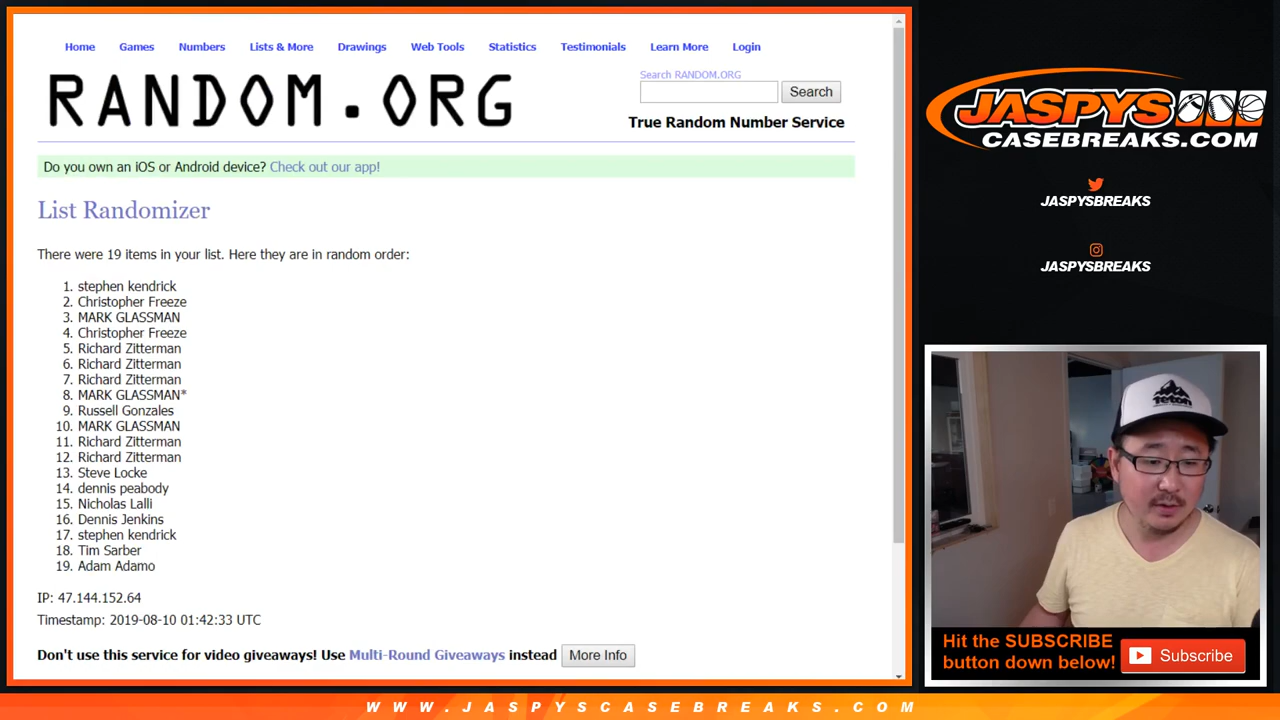 Home Games Numbers Lists & More Drawings Web Tools Statistics Testimonials Learn More Login
RANDOM.ORG
Search RANDOM.ORG
Search
True Random Number Service
Do you own an iOS or Android device? Check out our app!
List Randomizer
There were 19 items in your list. Here they are in random order:
1. stephen kendrick
2. Christopher Freeze
3. MARK GLASSMAN
4. Christopher Freeze
5. Richard Zitterman
6. Richard Zitterman
7. Richard Zitterman
8. MARK GLASSMAN*
9. Russell Gonzales
10. MARK GLASSMAN
11. Richard Zitterman
12. Richard Zitterman
13. Steve Locke
14. dennis peabody
15. Nicholas Lalli
16. Dennis Jenkins
17. stephen kendrick
18. Tim Sarber
19. Adam Adamo
IP: 47.144.152.64
Timestamp: 2019-08-10 01:42:33 UTC
Don't use this service for video giveaways! Use Multi-Round Giveaways instead More Info
JASPYS
CASEBREAKS.COM
JASPYSBREAKS
JASPYSBREAKS
Teton
Hit the SUBSCRIBE
button down below!
Subscribe
WWW.JASPYSCASEBREAKS.COM